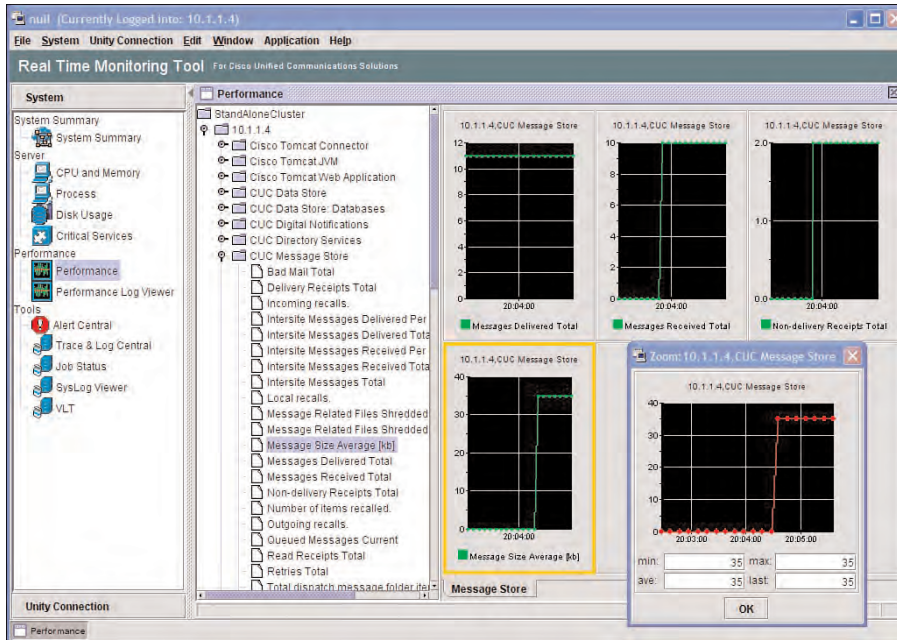 null (Currently Logged into: 10.1.1.4)
File System Unity Connection Edit Window Application Help
Real Time Monitoring Tool For Cisco Unified Communications Solutions
System
System Summary
System Summary
Server
CPU and Memory
Process
Disk Usage
Critical Services
Performance
Performance
Performance Log Viewer
Tools
Alert Central
Trace & Log Central
Job Status
SysLog Viewer
VLT
Unity Connection
Performance
StandAloneCluster
10.1.1.4
Cisco Tomcat Connector
Cisco Tomcat JVM
Cisco Tomcat Web Application
CUC Data Store
CUC Data Store: Databases
CUC Digital Notifications
CUC Directory Services
CUC Message Store
Bad Mail Total
Delivery Receipts Total
Incoming recalls.
Intersite Messages Delivered Per
Intersite Messages Delivered Tota
Intersite Messages Received Per
Intersite Messages Received Tota
Intersite Messages Total
Local recalls.
Message Related Files Shredded
Message Related Files Shredded
Message Size Average [kb]
Messages Delivered Total
Messages Received Total
Non-delivery Receipts Total
Number of items recalled.
Outgoing recalls.
Queued Messages Current
Read Receipts Total
Retries Total
Total dispatch message folder iter
10.1.1.4,CUC Message Store
12
10
8
6
4
2
0
20:04:00
Messages Delivered Total
10.1.1.4,CUC Message Store
10
8
6
4
2
0
20:04:00
Messages Received Total
10.1.1.4,CUC Message Store
2.0
1.0
0.0
20:04:00
Non-delivery Receipts Total
10.1.1.4,CUC Message Store
40
30
20
10
0
20:04:00
Message Size Average [kb]
Zoom:10.1.1.4,CUC Message Store
10.1.1.4,CUC Message Store
40
30
20
10
0
20:03:00 20:04:00 20:05:00
min: 35 max: 35
ave: 35 last: 35
OK
Message Store
Performance